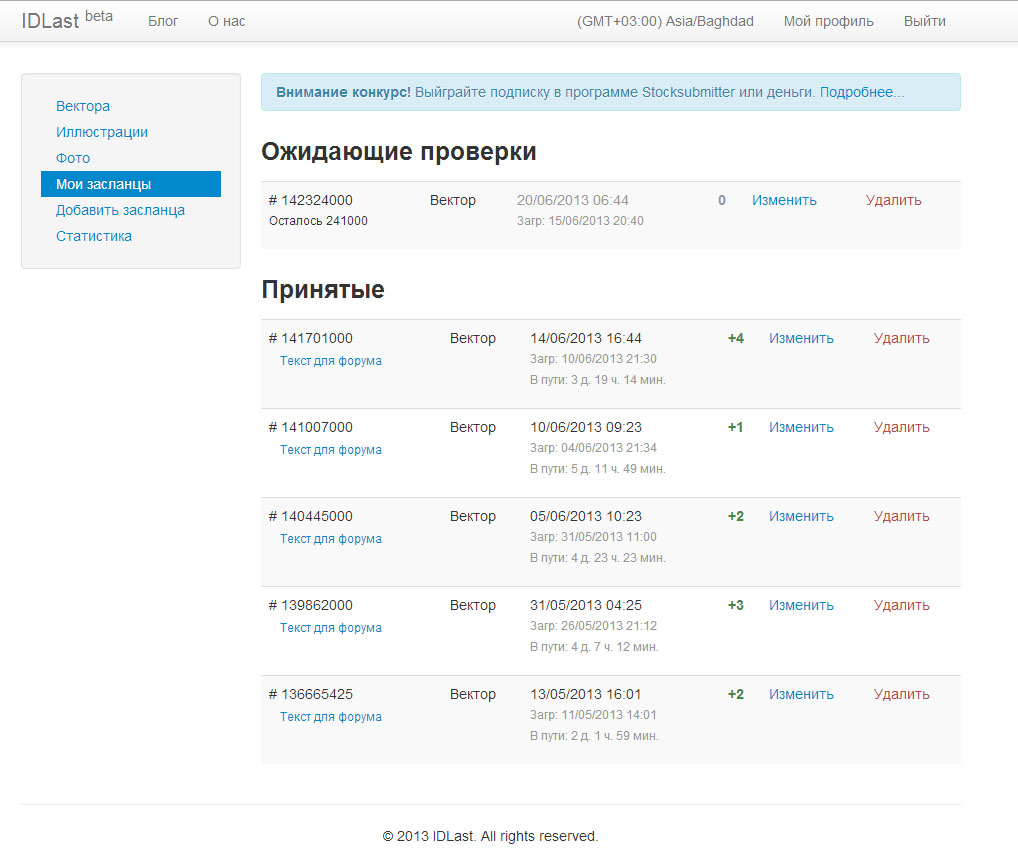 IDLast beta Блог О нас (GMT+03:00) Asia/Baghdad Мой профиль Выйти
Вектора
Иллюстрации
Фото
Мои засланцы
Добавить засланца
Статистика
Внимание конкурс! Выйграйте подписку в программе Stocksubmitter или деньги. Подробнее...
Ожидающие проверки
# 142324000 Вектор 20/06/2013 06:44 0 Изменить Удалить
Осталось 241000 Загр: 15/06/2013 20:40
Принятые
# 141701000 Вектор 14/06/2013 16:44 +4 Изменить Удалить
Текст для форума Загр: 10/06/2013 21:30
В пути: 3 д. 19 ч. 14 мин.
# 141007000 Вектор 10/06/2013 09:23 +1 Изменить Удалить
Текст для форума Загр: 04/06/2013 21:34
В пути: 5 д. 11 ч. 49 мин.
# 140445000 Вектор 05/06/2013 10:23 +2 Изменить Удалить
Текст для форума Загр: 31/05/2013 11:00
В пути: 4 д. 23 ч. 23 мин.
# 139862000 Вектор 31/05/2013 04:25 +3 Изменить Удалить
Текст для форума Загр: 26/05/2013 21:12
В пути: 4 д. 7 ч. 12 мин.
# 136665425 Вектор 13/05/2013 16:01 +2 Изменить Удалить
Текст для форума Загр: 11/05/2013 14:01
В пути: 2 д. 1 ч. 59 мин.
© 2013 IDLast. All rights reserved.